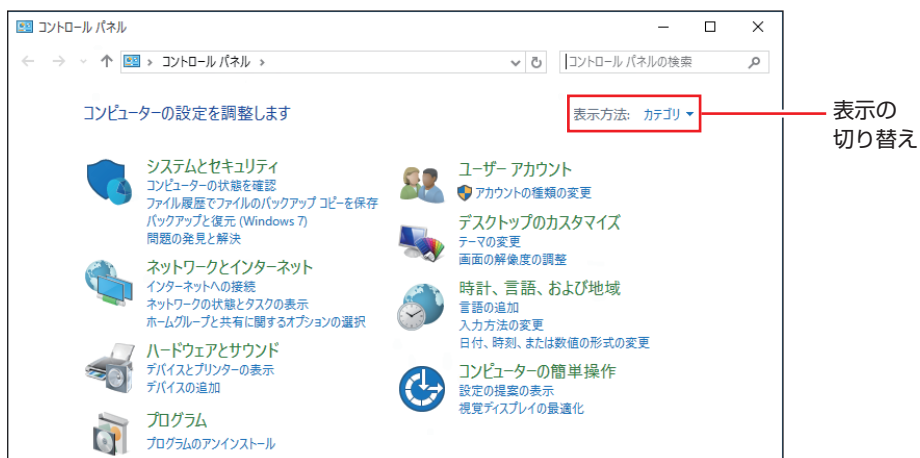 コントロール パネル
コントロール パネル
コントロール パネルの検索
コンピューターの設定を調整します
表示方法: カテゴリ
表示の
切り替え
システムとセキュリティ
コンピューターの状態を確認
ファイル履歴でファイルのバックアップ コピーを保存
バックアップと復元 (Windows 7)
問題の発見と解決
ネットワークとインターネット
インターネットへの接続
ネットワークの状態とタスクの表示
ホームグループと共有に関するオプションの選択
ハードウェアとサウンド
デバイスとプリンターの表示
デバイスの追加
プログラム
プログラムのアンインストール
ユーザー アカウント
アカウントの種類の変更
デスクトップのカスタマイズ
テーマの変更
画面の解像度の調整
時計、言語、および地域
言語の追加
入力方法の変更
日付、時刻、または数値の形式の変更
コンピューターの簡単操作
設定の提案の表示
視覚ディスプレイの最適化